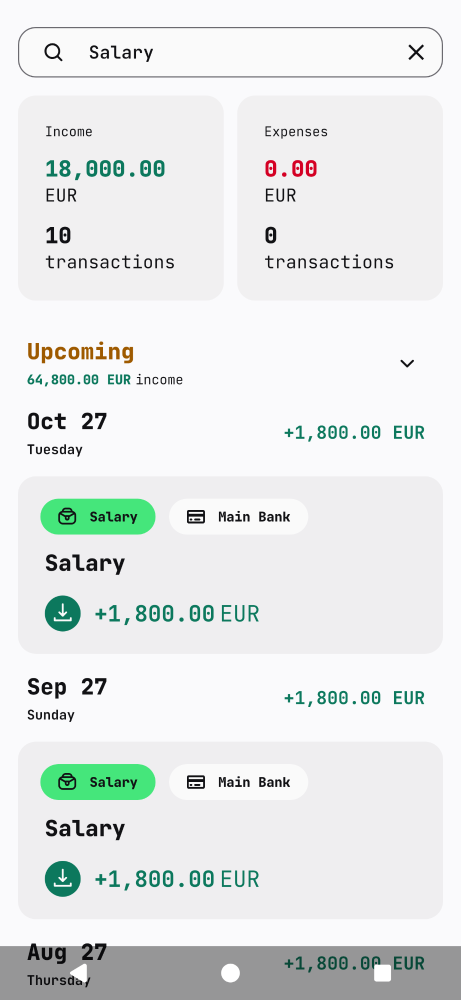 Salary
Income
18,000.00
EUR
10
transactions
Expenses
0.00
EUR
0
transactions
Upcoming
64,800.00 EUR income
Oct 27
Tuesday
+1,800.00 EUR
Salary
Main Bank
Salary
+1,800.00 EUR
Sep 27
Sunday
+1,800.00 EUR
Salary
Main Bank
Salary
+1,800.00 EUR
Aug 27
Thursday
+1,800.00 EUR